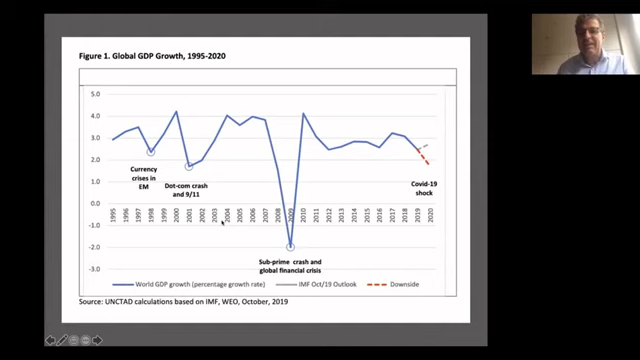 Figure 1. Global GDP Growth, 1995-2020
5.0
4.0
3.0
2.0
1.0
0.0
-1.0
-2.0
-3.0
Currency
crises in
EM
Dot-com crash
and 9/11
Sub-prime crash and
global financial crisis
Covid-19
shock
1995
1996
1997
1998
1999
2000
2001
2002
2003
2004
2005
2006
2007
2008
2009
2010
2011
2012
2013
2014
2015
2016
2017
2018
2019
2020
World GDP growth (percentage growth rate)
IMF Oct/19 Outlook
Downside
Source: UNCTAD calculations based on IMF, WEO, October, 2019